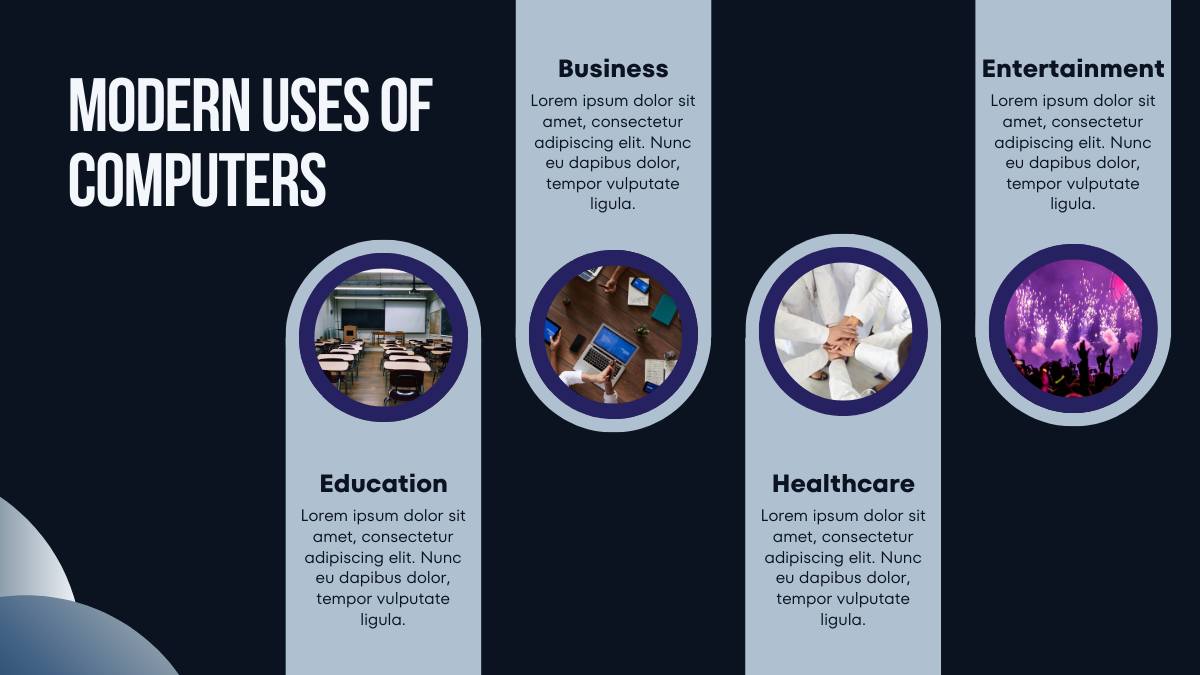 MODERN USES OF
COMPUTERS
Education
Lorem ipsum dolor sit
amet, consectetur
adipiscing elit. Nunc
eu dapibus dolor,
tempor vulputate
ligula.
Business
Lorem ipsum dolor sit
amet, consectetur
adipiscing elit. Nunc
eu dapibus dolor,
tempor vulputate
ligula.
Healthcare
Lorem ipsum dolor sit
amet, consectetur
adipiscing elit. Nunc
eu dapibus dolor,
tempor vulputate
ligula.
Entertainment
Lorem ipsum dolor sit
amet, consectetur
adipiscing elit. Nunc
eu dapibus dolor,
tempor vulputate
ligula.